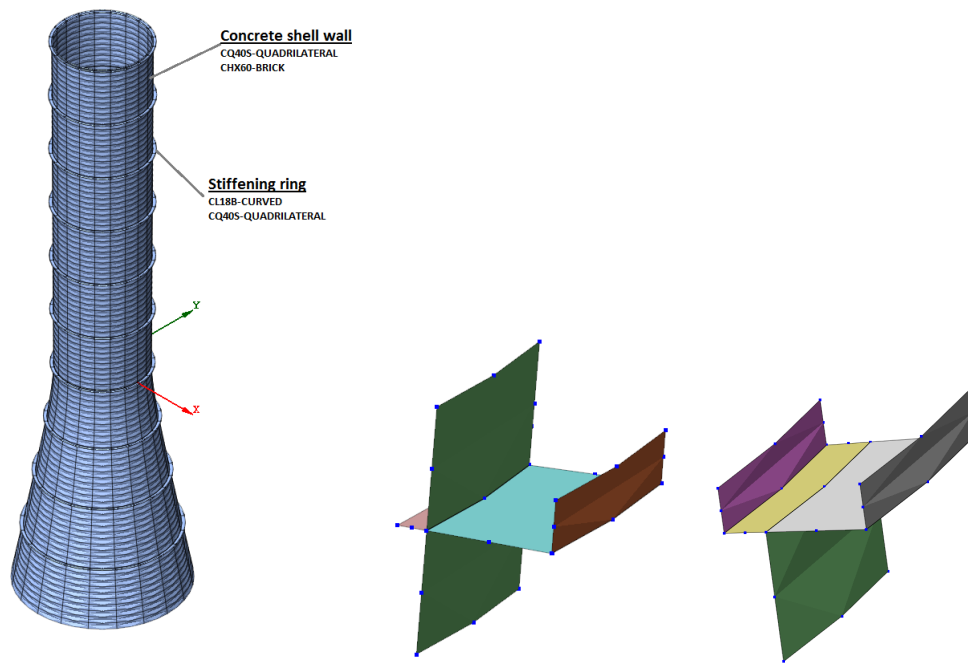 Concrete shell wall
CQ40S-QUADRILATERAL
CHX60-BRICK
Stiffening ring
CL18B-CURVED
CQ40S-QUADRILATERAL
Y
X